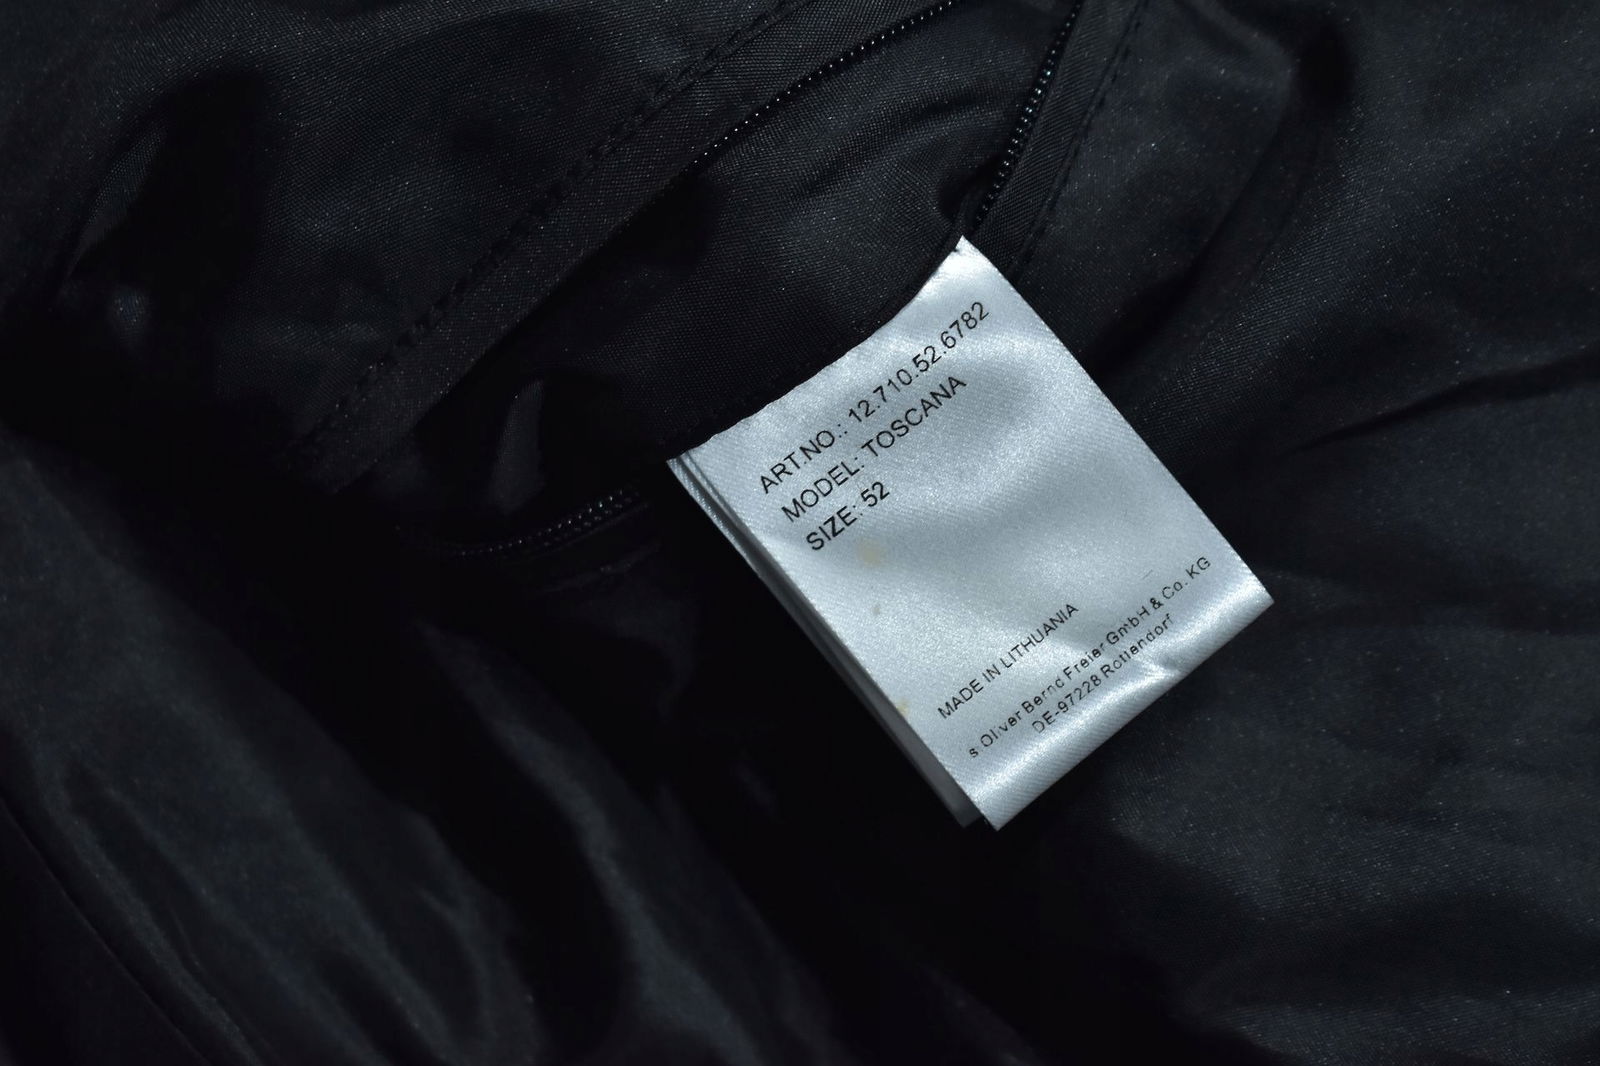 ART.NO.: 12.710.52.6782
MODEL: TOSCANA
SIZE: 52
MADE IN LITHUANIA
s.Oliver Bernd Freier GmbH & Co. KG
DE-97228 Rottendorf